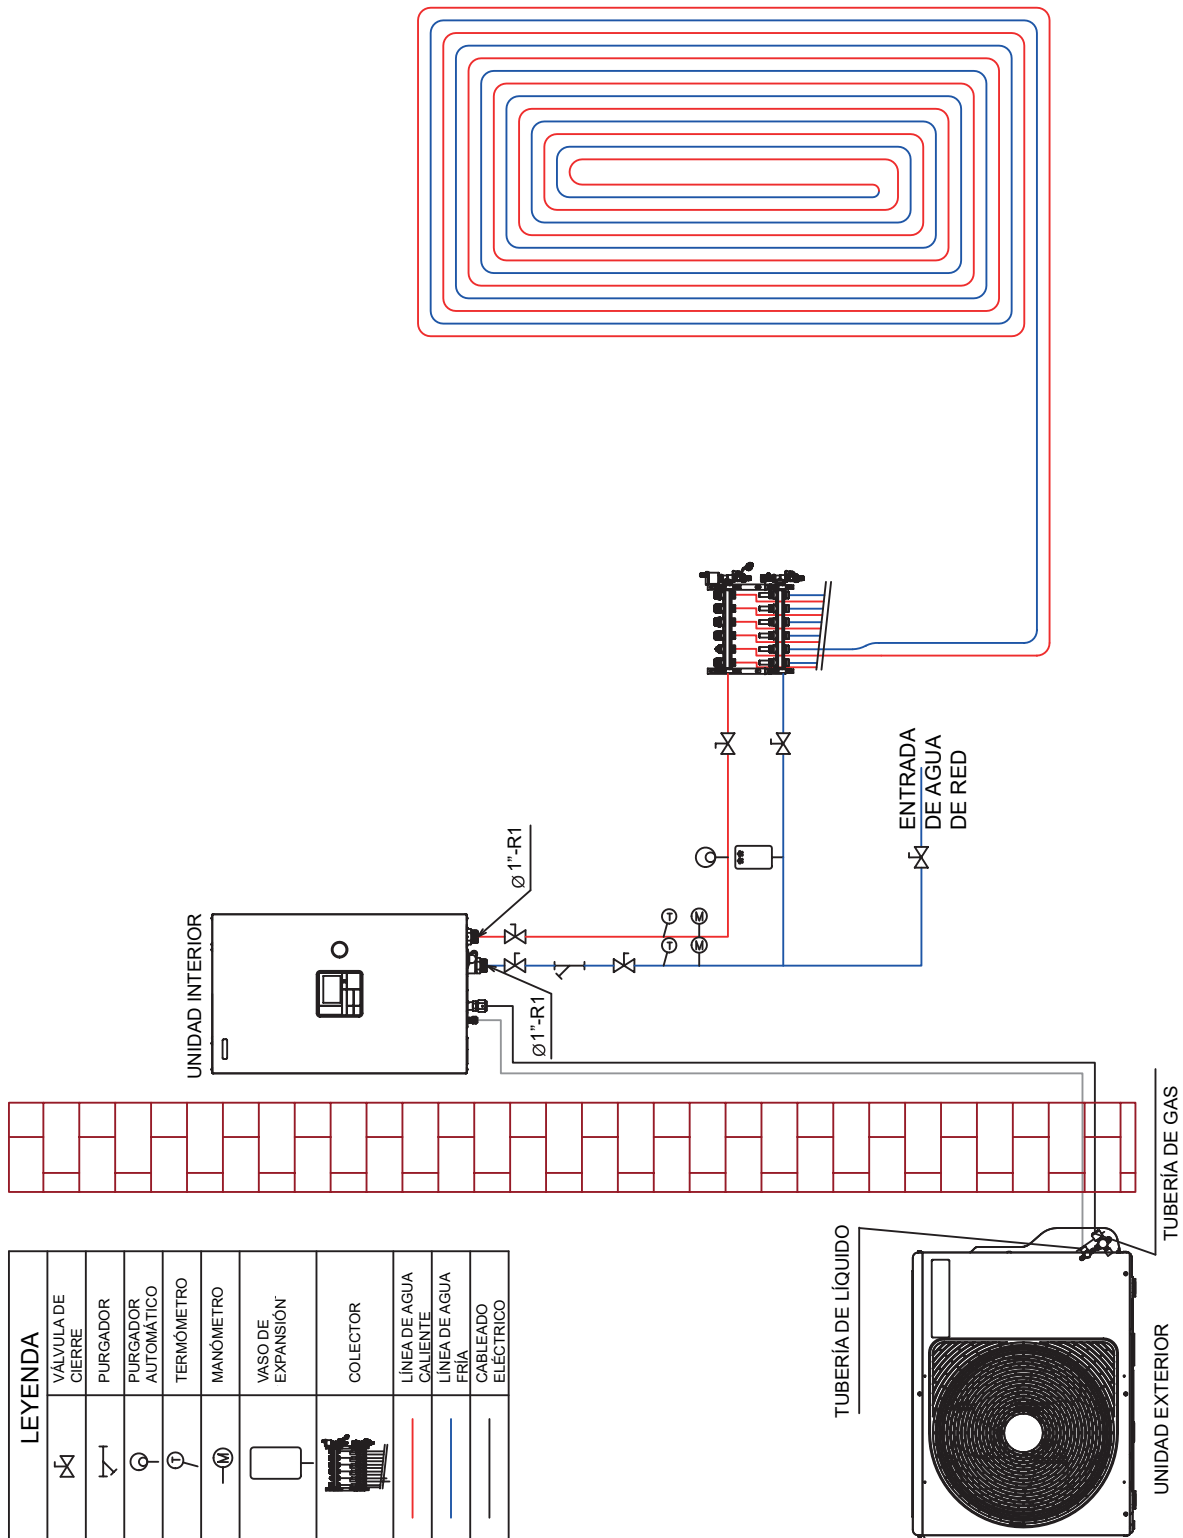 ENTRADA
DE AGUA
DE RED
Ø 1"-R1
Ø1"-R1
UNIDAD INTERIOR
T
M
T
M
TUBERÍA DE GAS
TUBERÍA DE LÍQUIDO
UNIDAD EXTERIOR
LEYENDA
VÁLVULA DE
CIERRE
PURGADOR
PURGADOR
AUTOMÁTICO
T
TERMÓMETRO
M
MANÓMETRO
VASO DE
EXPANSIÓN
COLECTOR
LÍNEA DE AGUA
CALIENTE
LÍNEA DE AGUA
FRÍA
CABLEADO
ELÉCTRICO